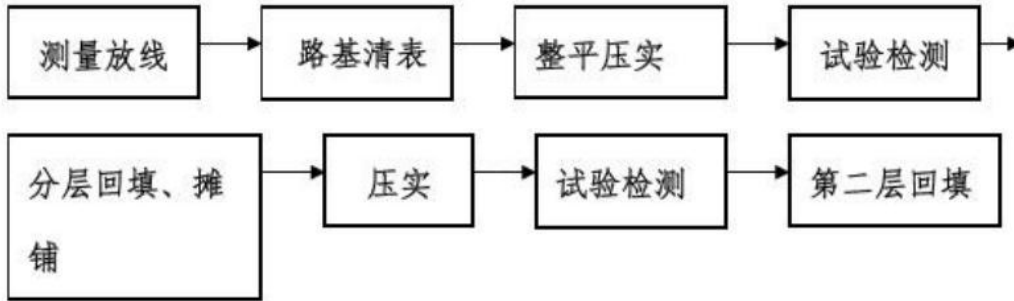 测量放线
路基清表
整平压实
试验检测
分层回填、摊
铺
压实
试验检测
第二层回填